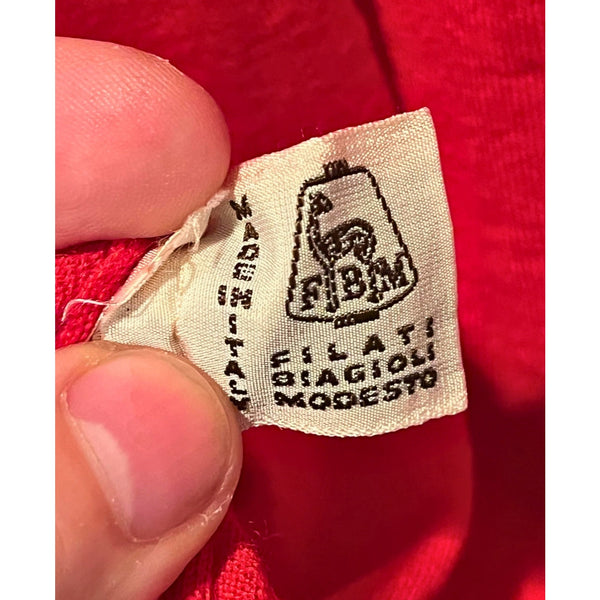 MADE IN ITALY
FBM
FILATI
BIAGIOLI
MODESTO